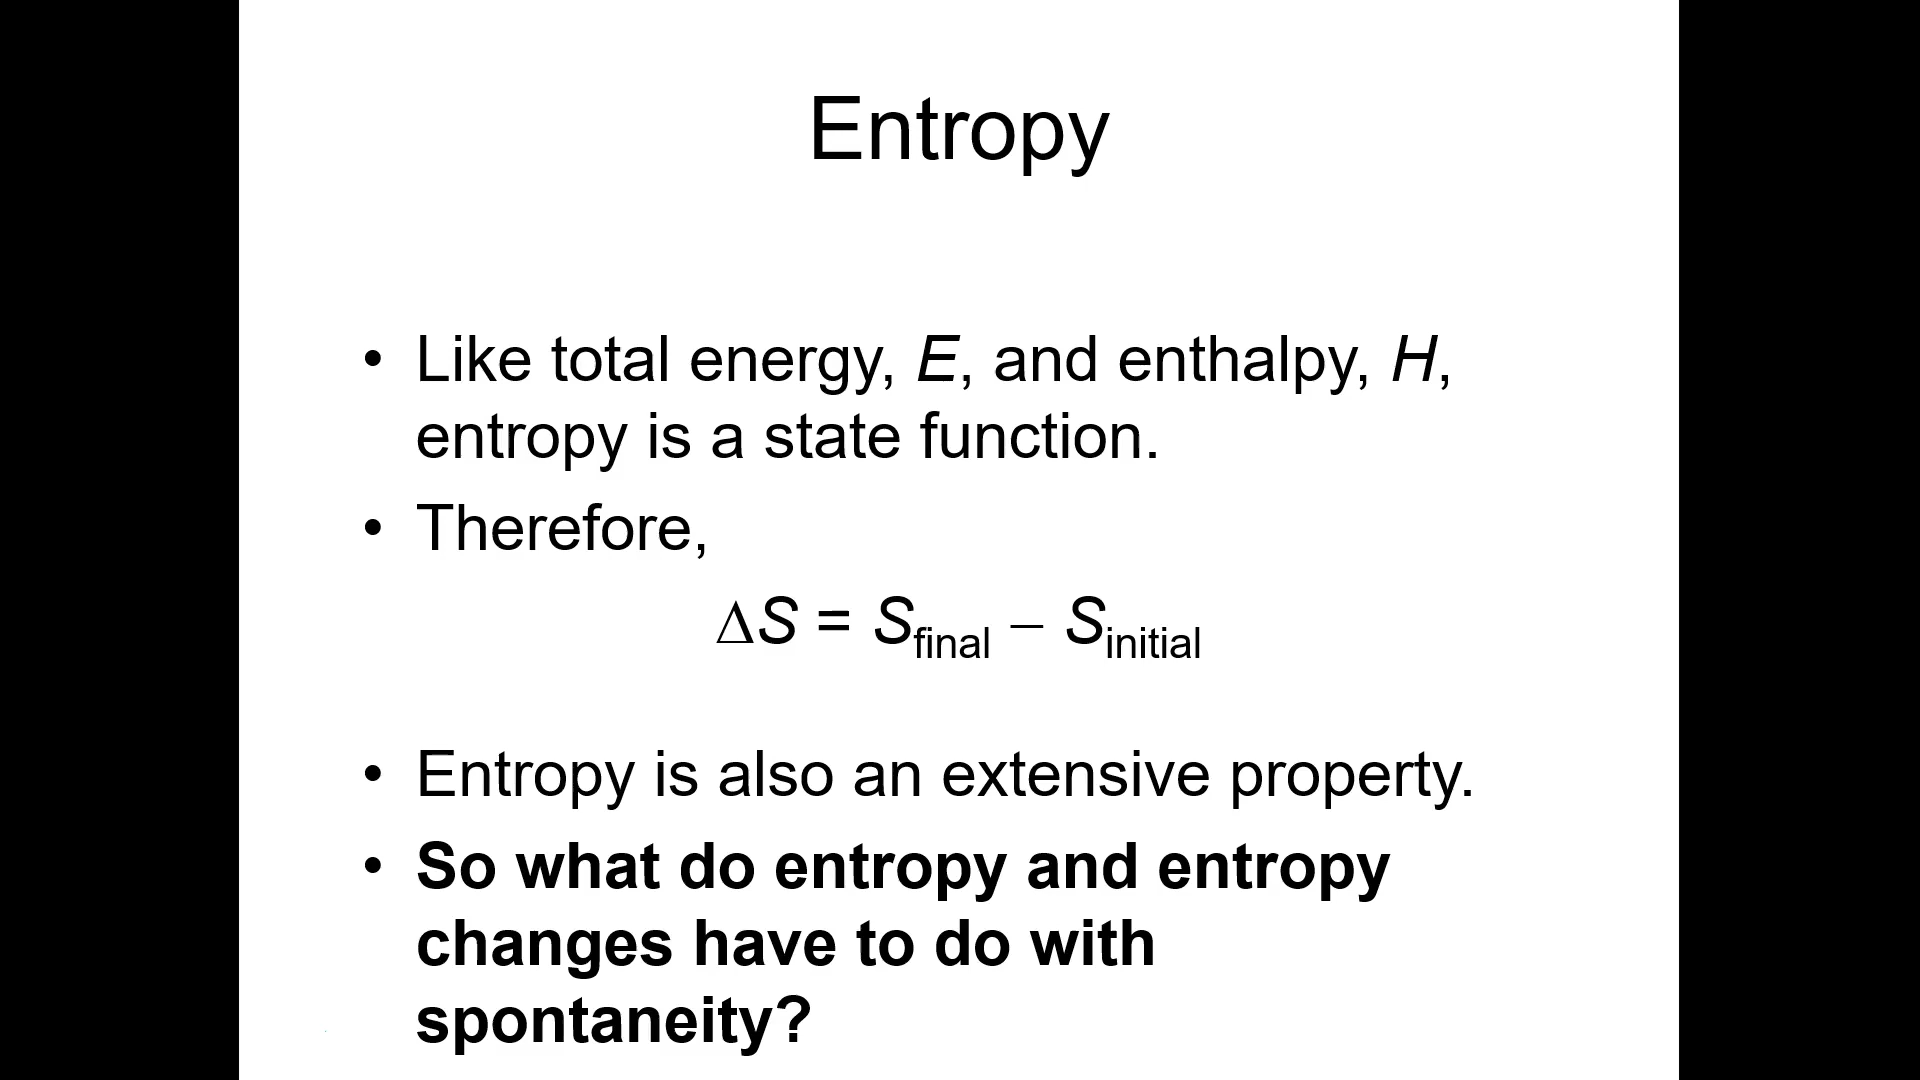 Entropy
• Like total energy, E, and enthalpy, H,
entropy is a state function.
• Therefore,
ΔS = Sfinal − Sinitial
• Entropy is also an extensive property.
• So what do entropy and entropy
changes have to do with
spontaneity?